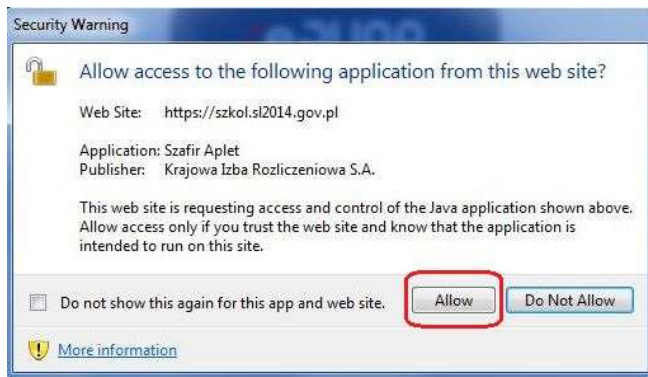 Security Warning
Allow access to the following application from this web site?
Web Site: https://szkol.sl2014.gov.pl
Application: Szafir Aplet
Publisher: Krajowa Izba Rozliczeniowa S.A.
This web site is requesting access and control of the Java application shown above.
Allow access only if you trust the web site and know that the application is
intended to run on this site.
Do not show this again for this app and web site. Allow Do Not Allow
More information